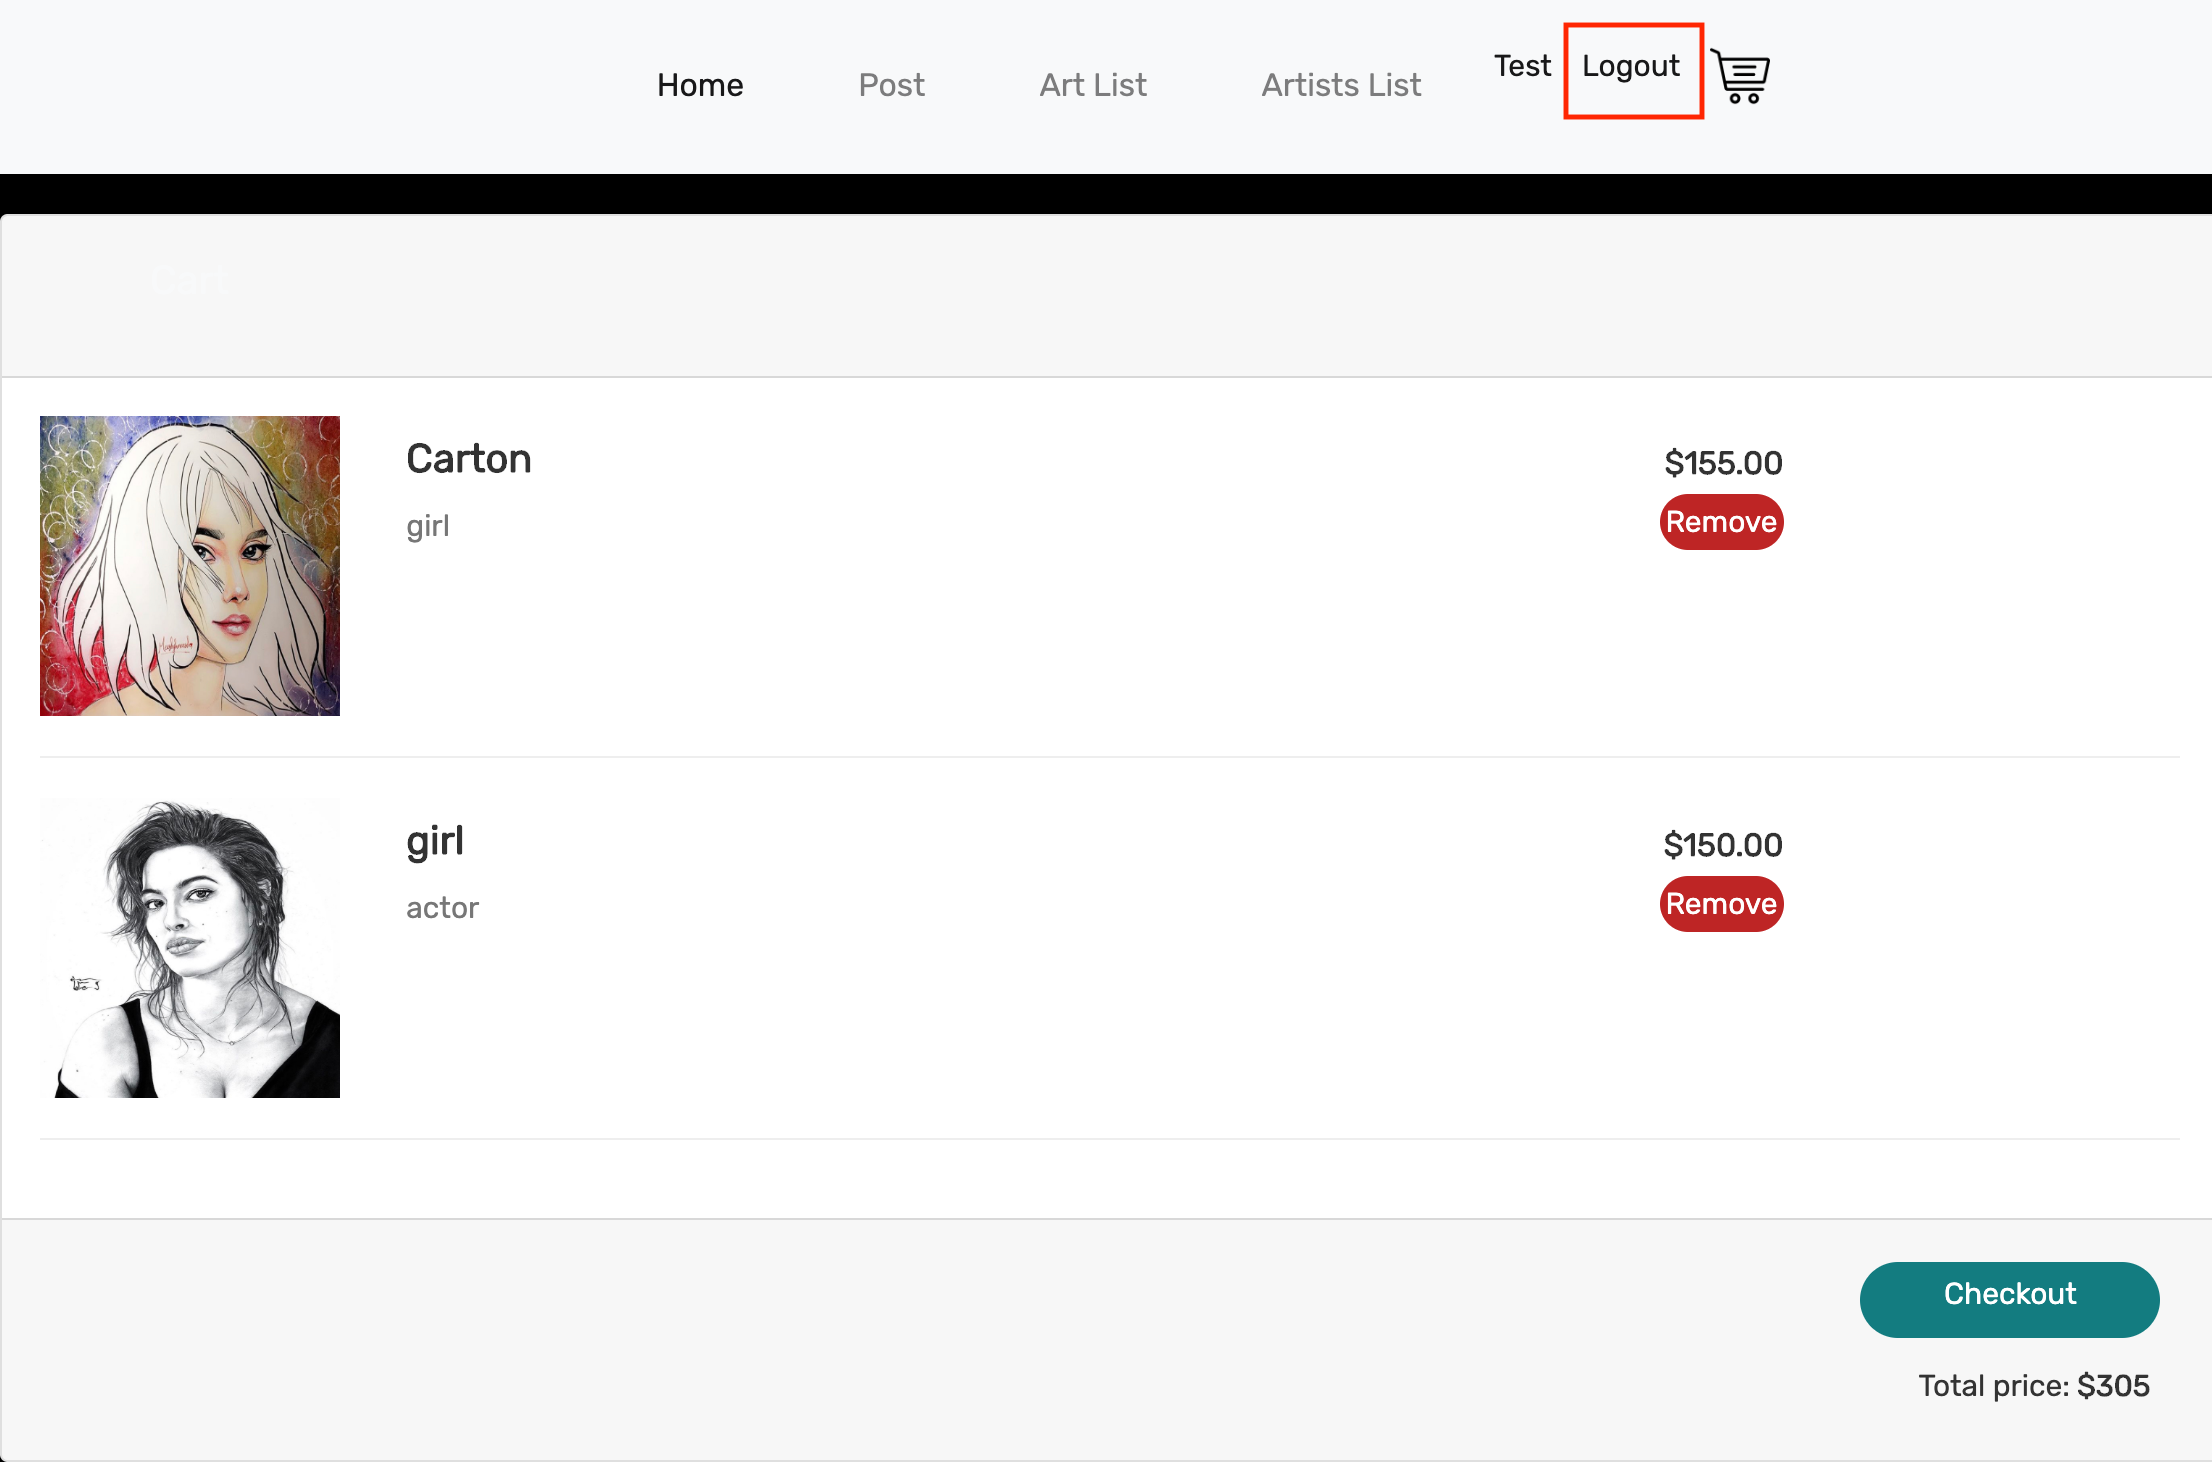 Home Post Art List Artists List Test Logout
Cart
Carton $155.00
girl Remove
girl $150.00
actor Remove
Checkout
Total price: $305